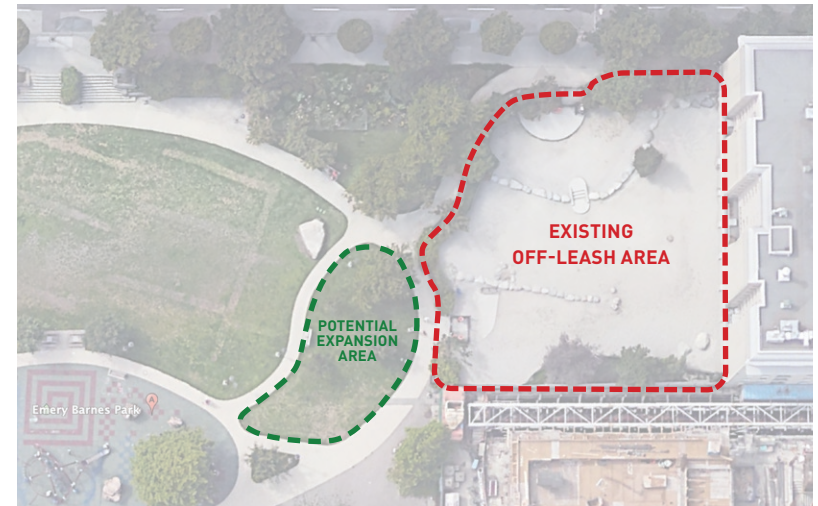 EXISTING
OFF-LEASH AREA
POTENTIAL
EXPANSION
AREA
Emery Barnes Park